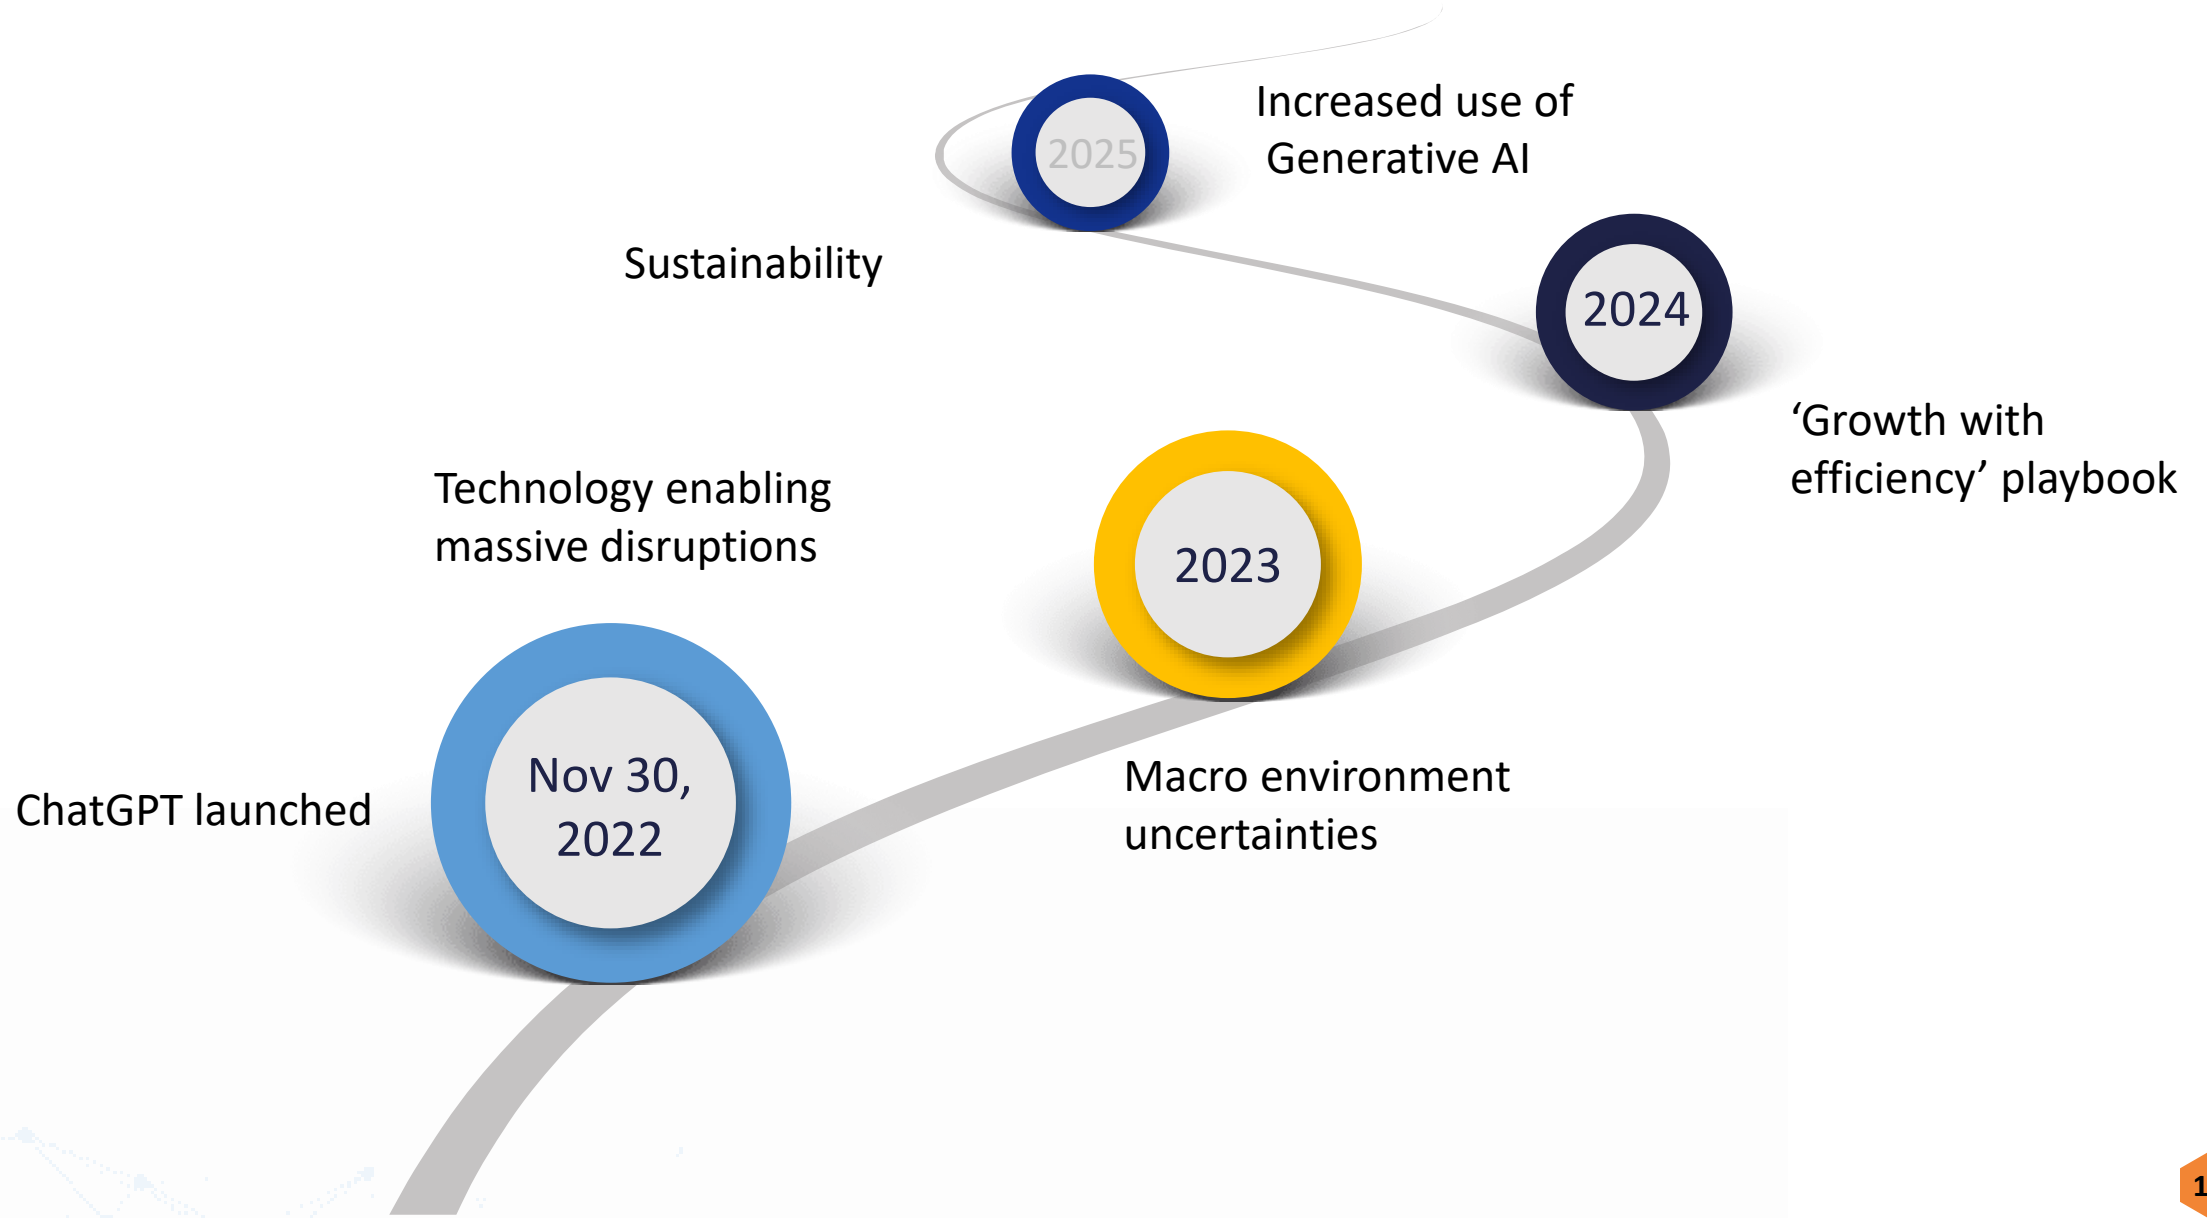 Increased use of
Generative AI
2025
Sustainability
2024
‘Growth with
efficiency’ playbook
Technology enabling
massive disruptions
2023
Macro environment
uncertainties
Nov 30,
2022
ChatGPT launched
1